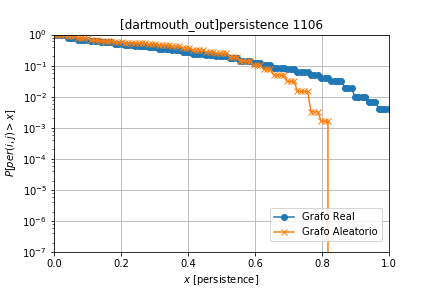 [dartmouth_out]persistence 1106
P[per(i,j) > x]
10^0
10^-1
10^-2
10^-3
10^-4
10^-5
10^-6
10^-7
Grafo Real
Grafo Aleatorio
0.0 0.2 0.4 0.6 0.8 1.0
x [persistence]